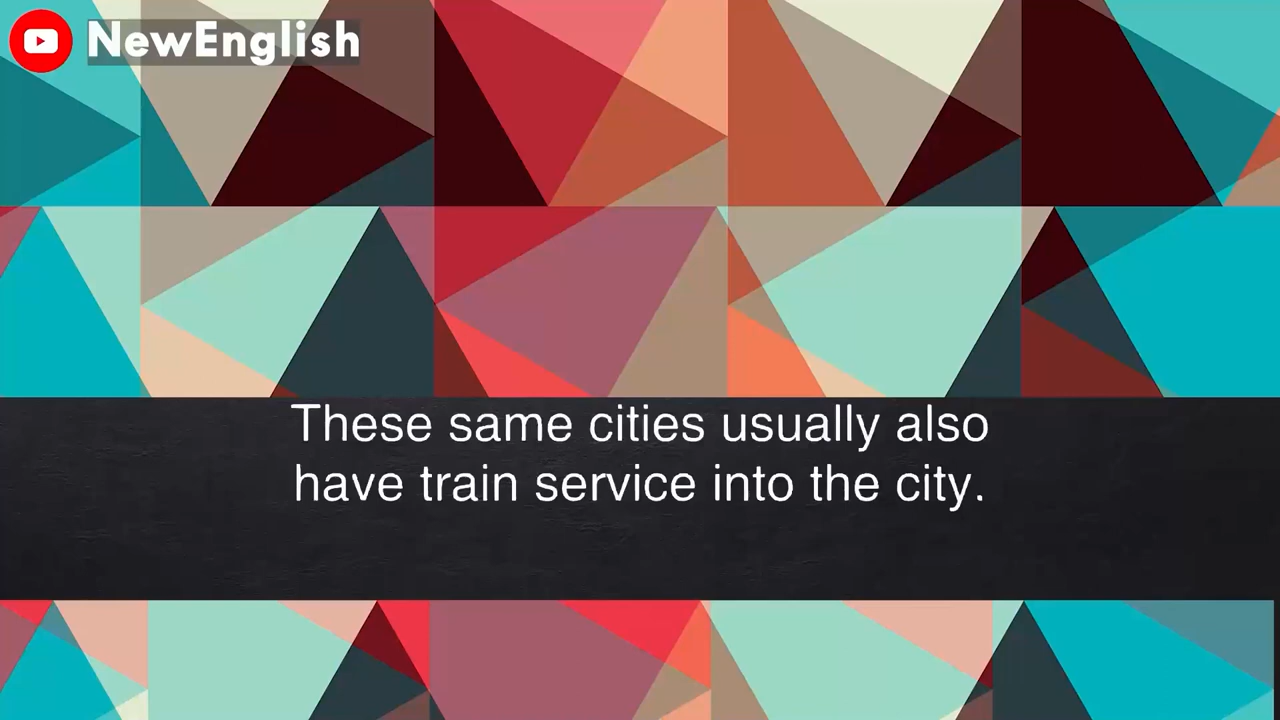 NewEnglish
These same cities usually also
have train service into the city.